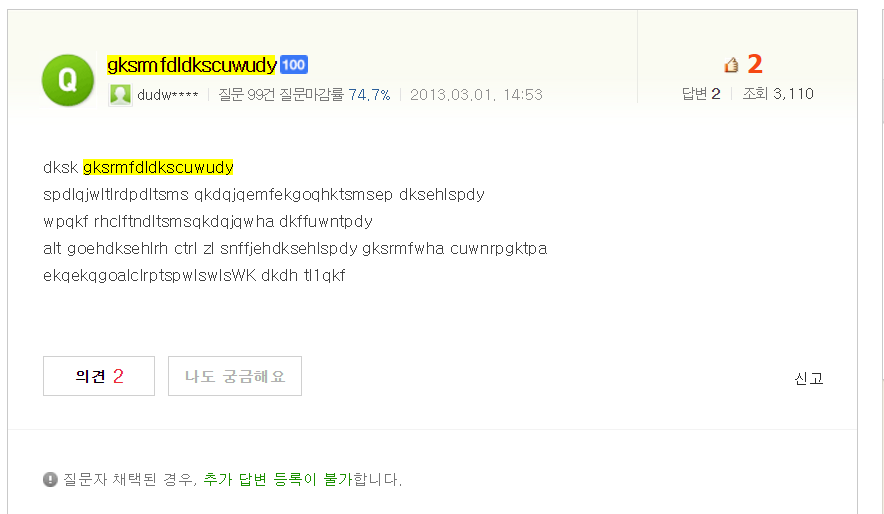 Q gksrmfdldkscuwudy 100
dudw**** 질문 99건 질문마감률 74.7% 2013.03.01. 14:53
2
답변 2 조회 3,110
dksk gksrmfdldkscuwudy
spdlqjwltlrdpdltsms qkdqjqemfekgoqhktsmsep dksehlspdy
wpqkf rhclftndltsmsqkdqjqwha dkffuwntpdy
alt goehdksehlrh ctrl zl snffjehdksehlspdy gksrmfwha cuwnrpgktpa
ekqekqgoalclrptspwlswlsWK dkdh tl1qkf
의견 2 나도 궁금해요
신고
질문자 채택된 경우, 추가 답변 등록이 불가합니다.